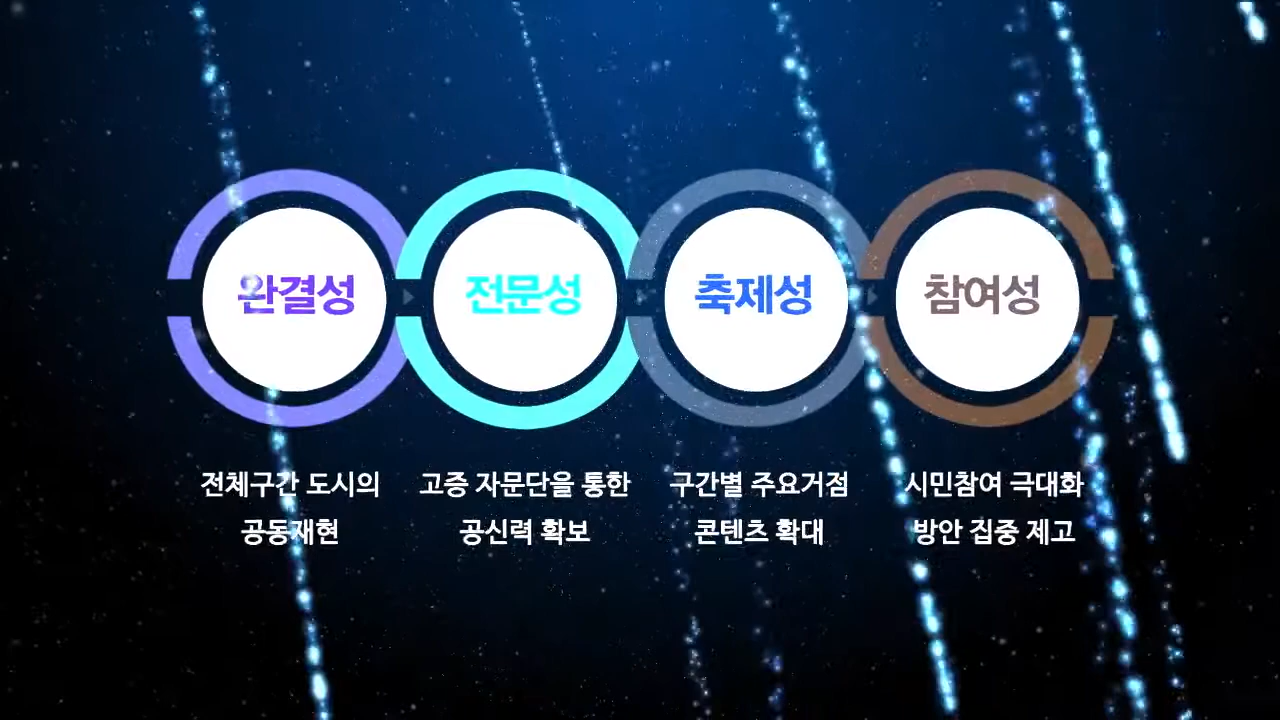 완결성
전문성
축제성
참여성
전체구간 도시의
공동재현
고증 자문단을 통한
공신력 확보
구간별 주요거점
콘텐츠 확대
시민참여 극대화
방안 집중 제고